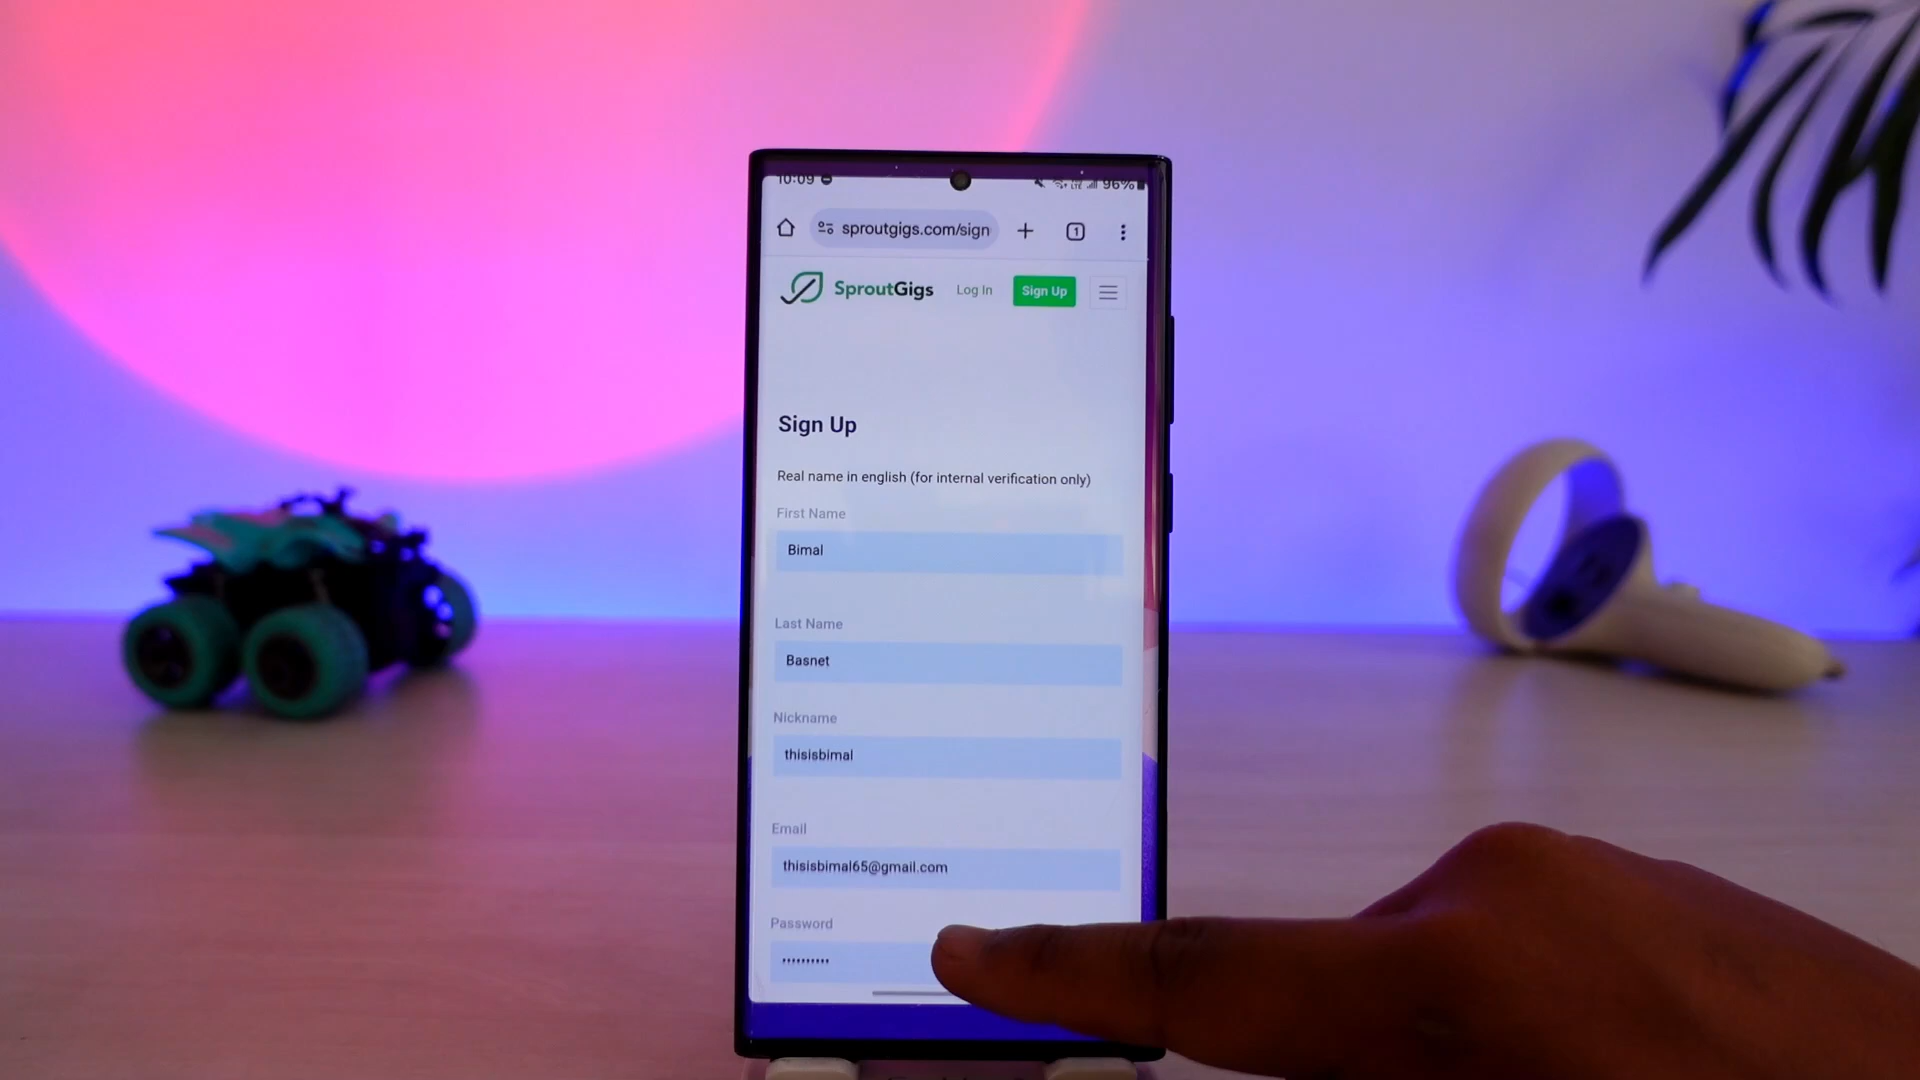 10:09 96%
sproutgigs.com/sign 1
SproutGigs Log In Sign Up
Sign Up
Real name in english (for internal verification only)
First Name
Bimal
Last Name
Basnet
Nickname
thisisbimal
Email
thisisbimal65@gmail.com
Password
••••••••••